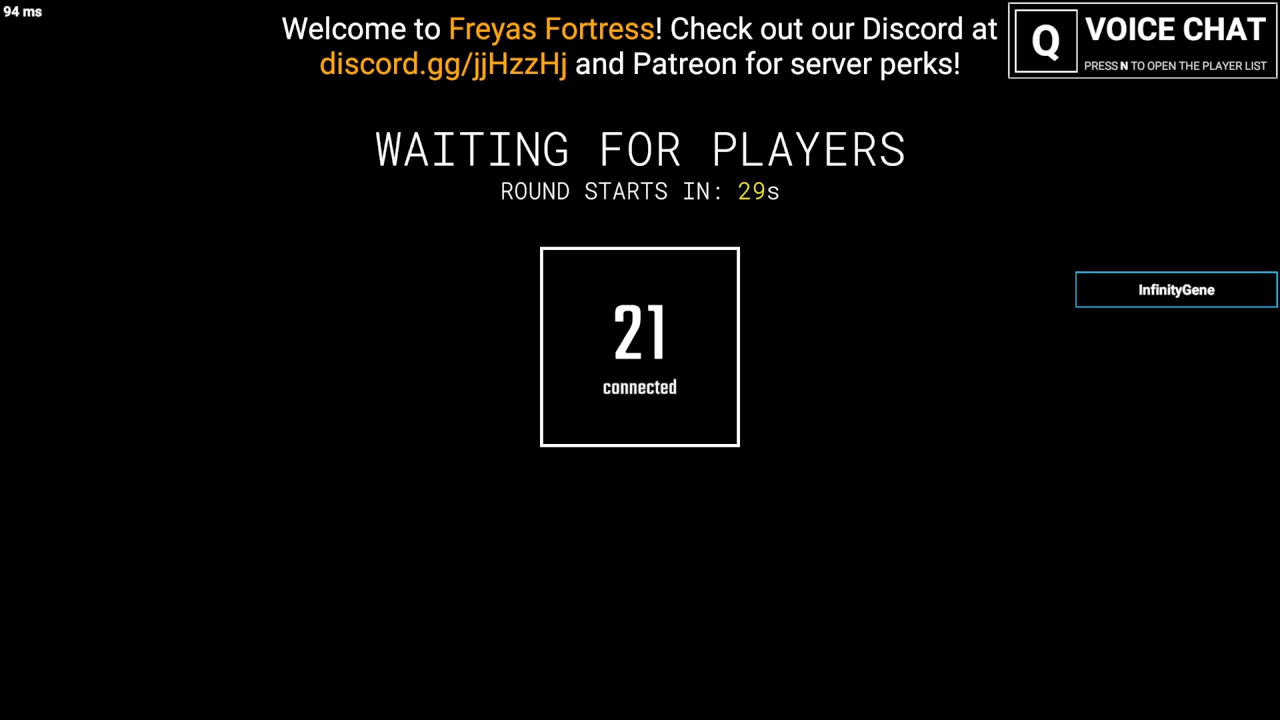 94 ms
Welcome to Freyas Fortress! Check out our Discord at
discord.gg/jjHzzHj and Patreon for server perks!
Q
VOICE CHAT
PRESS N TO OPEN THE PLAYER LIST
WAITING FOR PLAYERS
ROUND STARTS IN: 29s
InfinityGene
21
connected